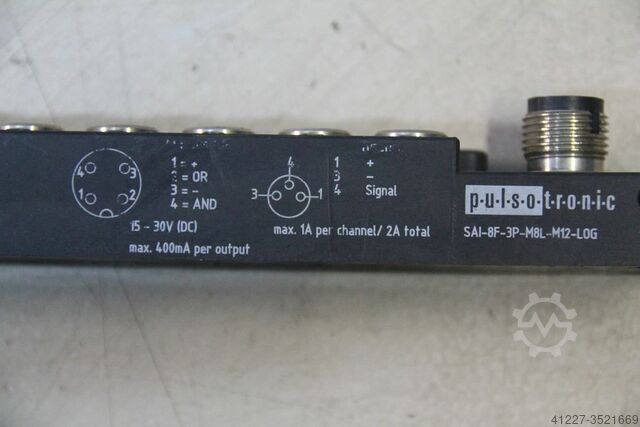 4 3
1 2
1 = +
2 = OR
3 = –
4 = AND
15 – 30V (DC)
max. 400mA per output
4
3 1
1 +
3 –
4 Signal
max. 1A per channel/ 2A total
p·u·l·s·o·t·r·o·n·i·c
SAI-8F-3P-M8L-M12-LOG
41227-3521669